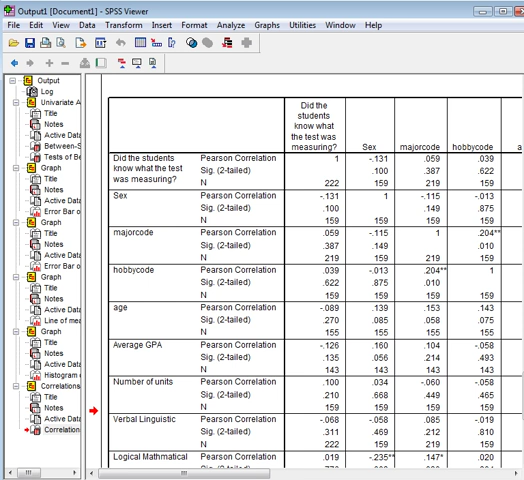 Output1 [Document1] - SPSS Viewer
File Edit View Data Transform Insert Format Analyze Graphs Utilities Window Help
Output
Log
Univariate A
Title
Notes
Active Data
Between-S
Tests of Be
Graph
Title
Notes
Active Data
Error Bar o
Graph
Title
Notes
Active Data
Error Bar o
Graph
Title
Notes
Active Data
Line of mea
Graph
Title
Notes
Active Data
Histogram
Correlations
Title
Notes
Active Data
Correlation
Did the
students
know what
the test was
measuring? Sex majorcode hobbycode a
Did the students Pearson Correlation 1 -.131 .059 .039
know what the test Sig. (2-tailed) .100 .387 .622
was measuring? N 222 159 219 159
Sex Pearson Correlation -.131 1 -.115 -.013
Sig. (2-tailed) .100 .149 .875
N 159 159 159 159
majorcode Pearson Correlation .059 -.115 1 .204**
Sig. (2-tailed) .387 .149 .010
N 219 159 219 159
hobbycode Pearson Correlation .039 -.013 .204** 1
Sig. (2-tailed) .622 .875 .010
N 159 159 159 159
age Pearson Correlation -.089 .139 .153 .143
Sig. (2-tailed) .270 .085 .058 .075
N 155 155 155 155
Average GPA Pearson Correlation -.126 .160 .104 -.058
Sig. (2-tailed) .135 .056 .214 .493
N 143 143 143 143
Number of units Pearson Correlation .100 .034 -.060 -.058
Sig. (2-tailed) .210 .668 .449 .465
N 159 159 159 159
Verbal Linguistic Pearson Correlation -.068 -.058 .085 -.019
Sig. (2-tailed) .311 .469 .212 .810
N 222 159 219 159
Logical Mathmatical Pearson Correlation .019 -.235** .147* .020